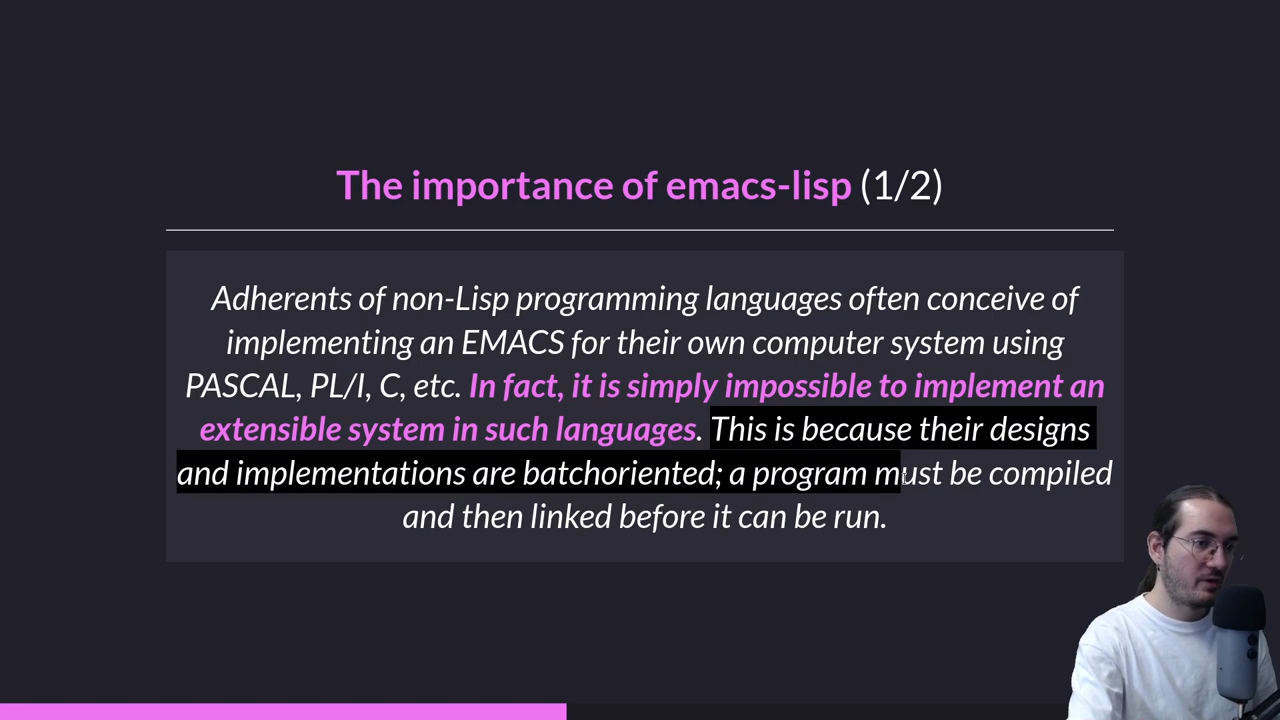 The importance of emacs-lisp (1/2)
Adherents of non-Lisp programming languages often conceive of
implementing an EMACS for their own computer system using
PASCAL, PL/I, C, etc. In fact, it is simply impossible to implement an
extensible system in such languages. This is because their designs
and implementations are batchoriented; a program must be compiled
and then linked before it can be run.